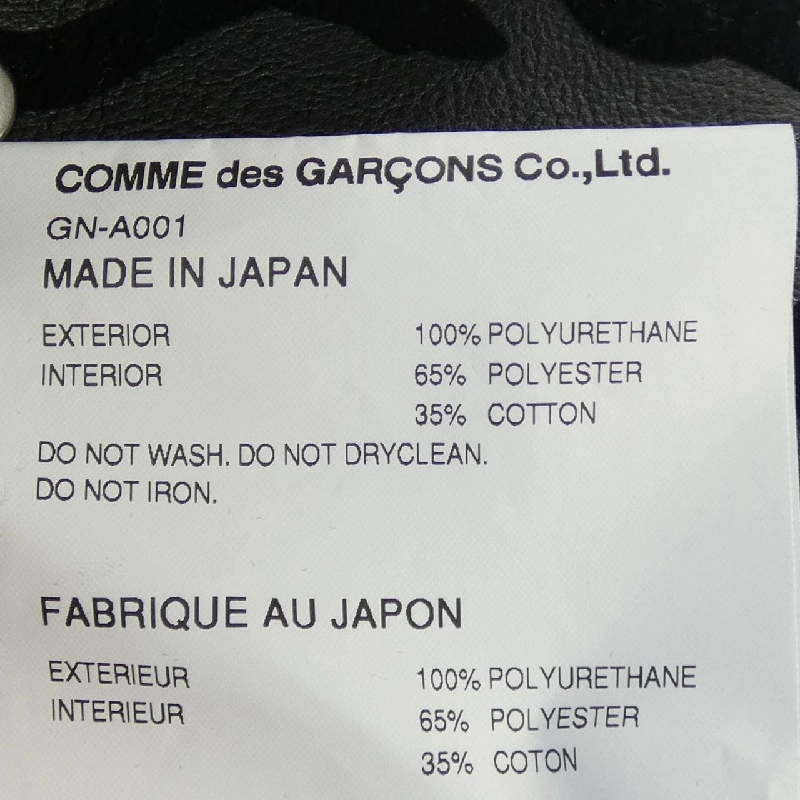 COMME des GARÇONS Co.,Ltd.
GN-A001
MADE IN JAPAN
EXTERIOR 100% POLYURETHANE
INTERIOR 65% POLYESTER
35% COTTON
DO NOT WASH. DO NOT DRYCLEAN.
DO NOT IRON.
FABRIQUE AU JAPON
EXTERIEUR 100% POLYURETHANE
INTERIEUR 65% POLYESTER
35% COTON